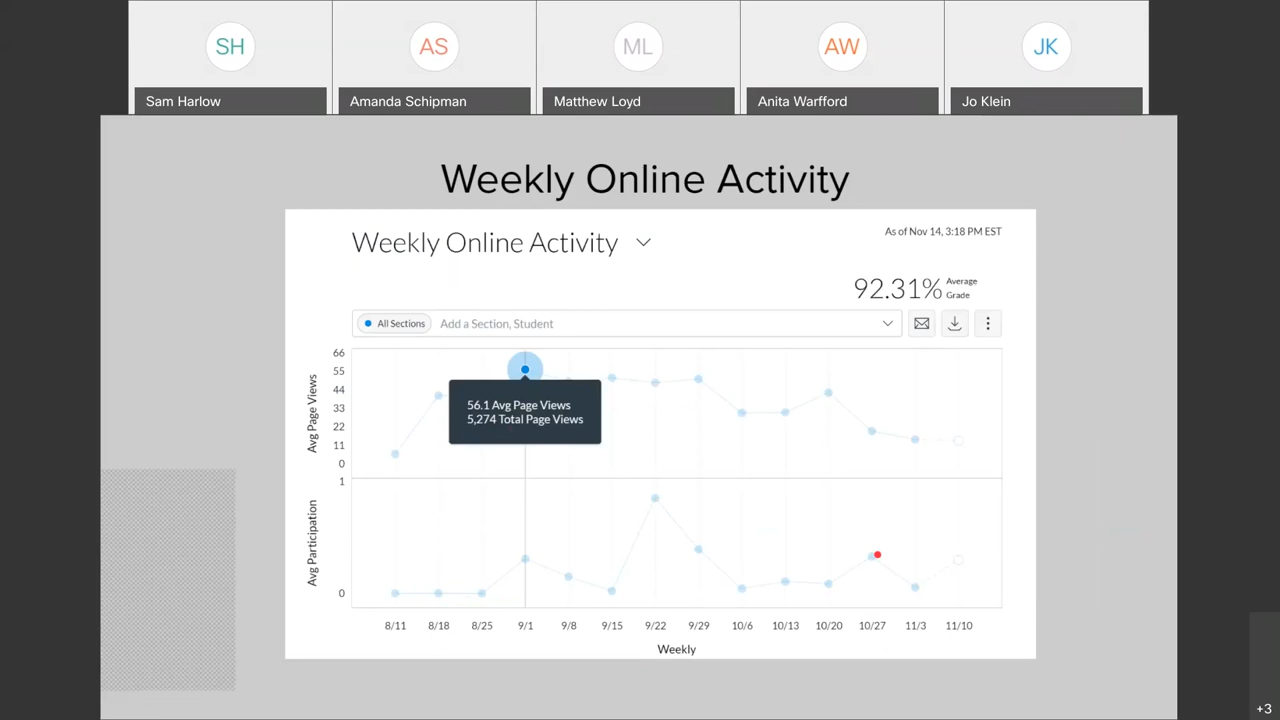 SH
AS
ML
AW
JK
Sam Harlow
Amanda Schipman
Matthew Loyd
Anita Warfford
Jo Klein
Weekly Online Activity
Weekly Online Activity
As of Nov 14, 3:18 PM EST
92.31% Average Grade
All Sections
Add a Section, Student
66
55
44
33
22
11
0
Avg Page Views
56.1 Avg Page Views
5,274 Total Page Views
1
0
Avg Participation
8/11 8/18 8/25 9/1 9/8 9/15 9/22 9/29 10/6 10/13 10/20 10/27 11/3 11/10
Weekly
+3